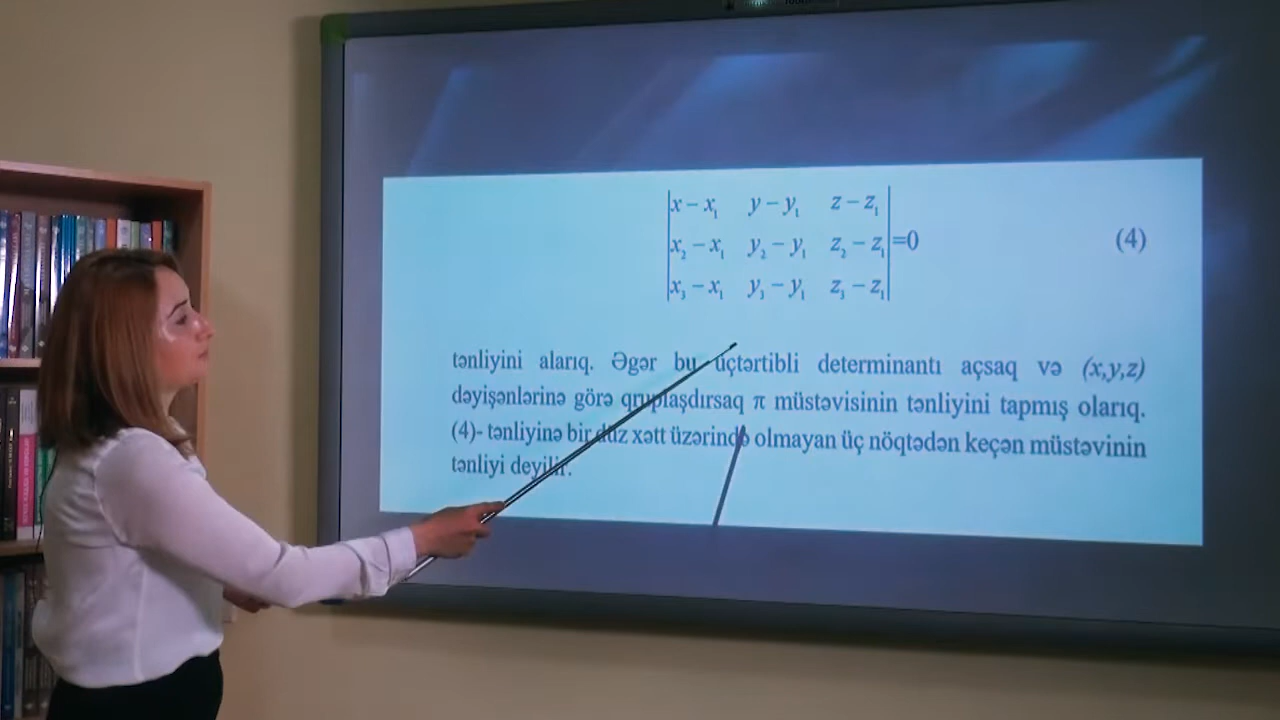 |x − x₁ y − y₁ z − z₁|
|x₂ − x₁ y₂ − y₁ z₂ − z₁| =0 (4)
|x₃ − x₁ y₃ − y₁ z₃ − z₁|
tənliyini alarıq. Əgər bu üçtərtibli determinantı açsaq və (x,y,z)
dəyişənlərinə görə qruplaşdırsaq π müstəvisinin tənliyini tapmış olarıq.
(4)- tənliyinə bir düz xətt üzərində olmayan üç nöqtədən keçən müstəvinin
tənliyi deyilir.